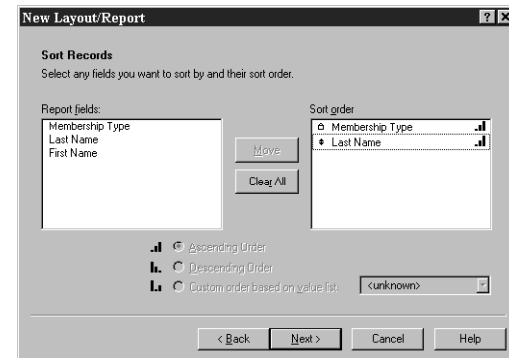 New Layout/Report
Sort Records
Select any fields you want to sort by and their sort order.
Report fields:
Membership Type
Last Name
First Name
Move
Clear All
Sort order
Membership Type
Last Name
Ascending Order
Descending Order
Custom order based on value list:
<unknown>
< Back
Next >
Cancel
Help